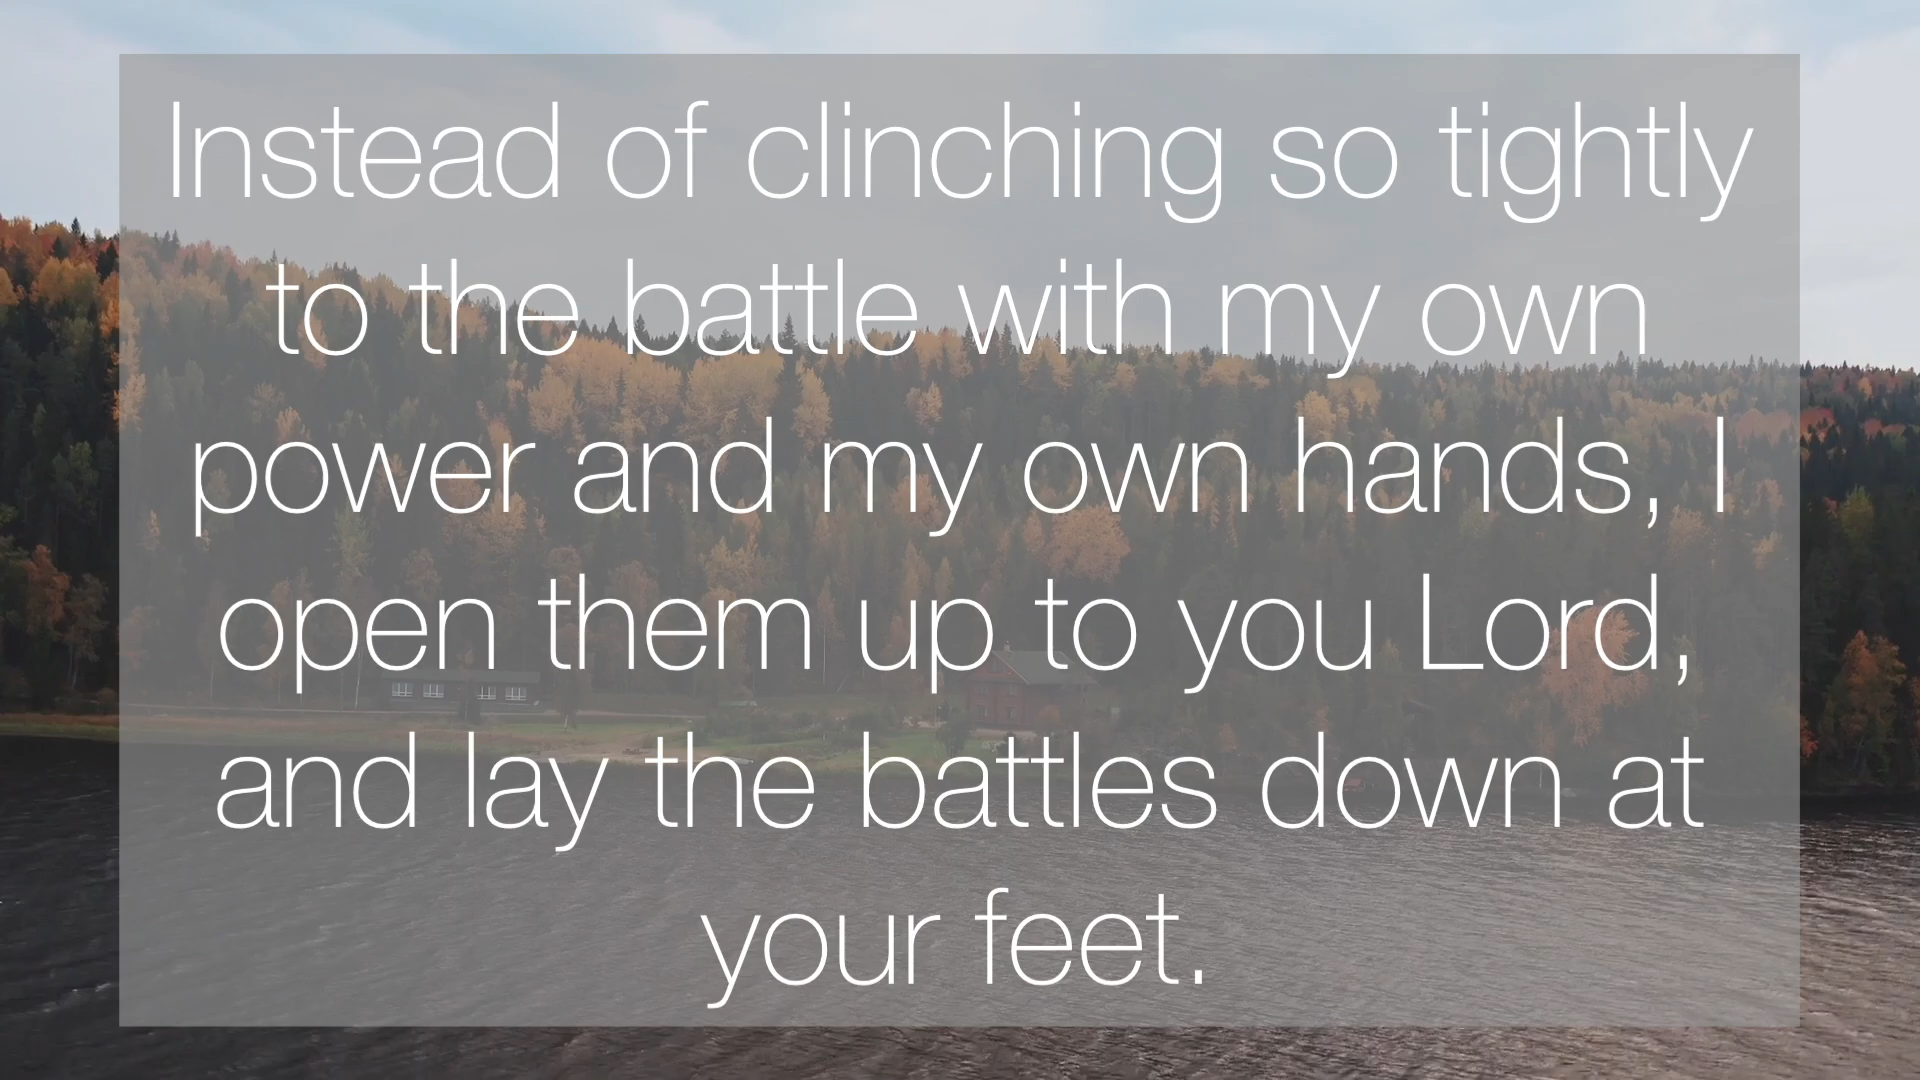 Instead of clinching so tightly
to the battle with my own
power and my own hands, I
open them up to you Lord,
and lay the battles down at
your feet.